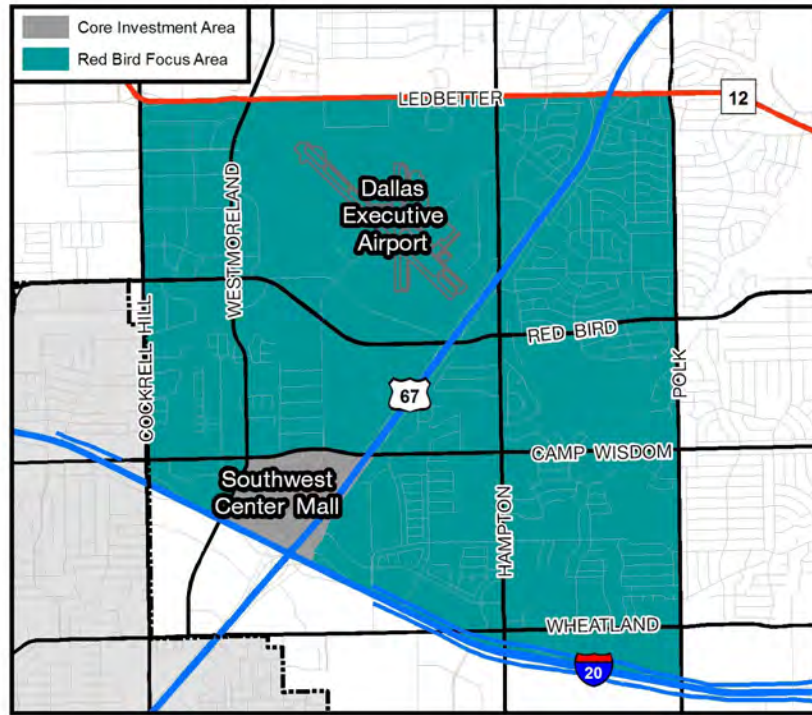 Core Investment Area
Red Bird Focus Area
LEDBETTER
12
WESTMORELAND
Dallas
Executive
Airport
COCKRELL HILL
RED BIRD
POLK
67
CAMP WISDOM
Southwest
Center Mall
HAMPTON
WHEATLAND
20